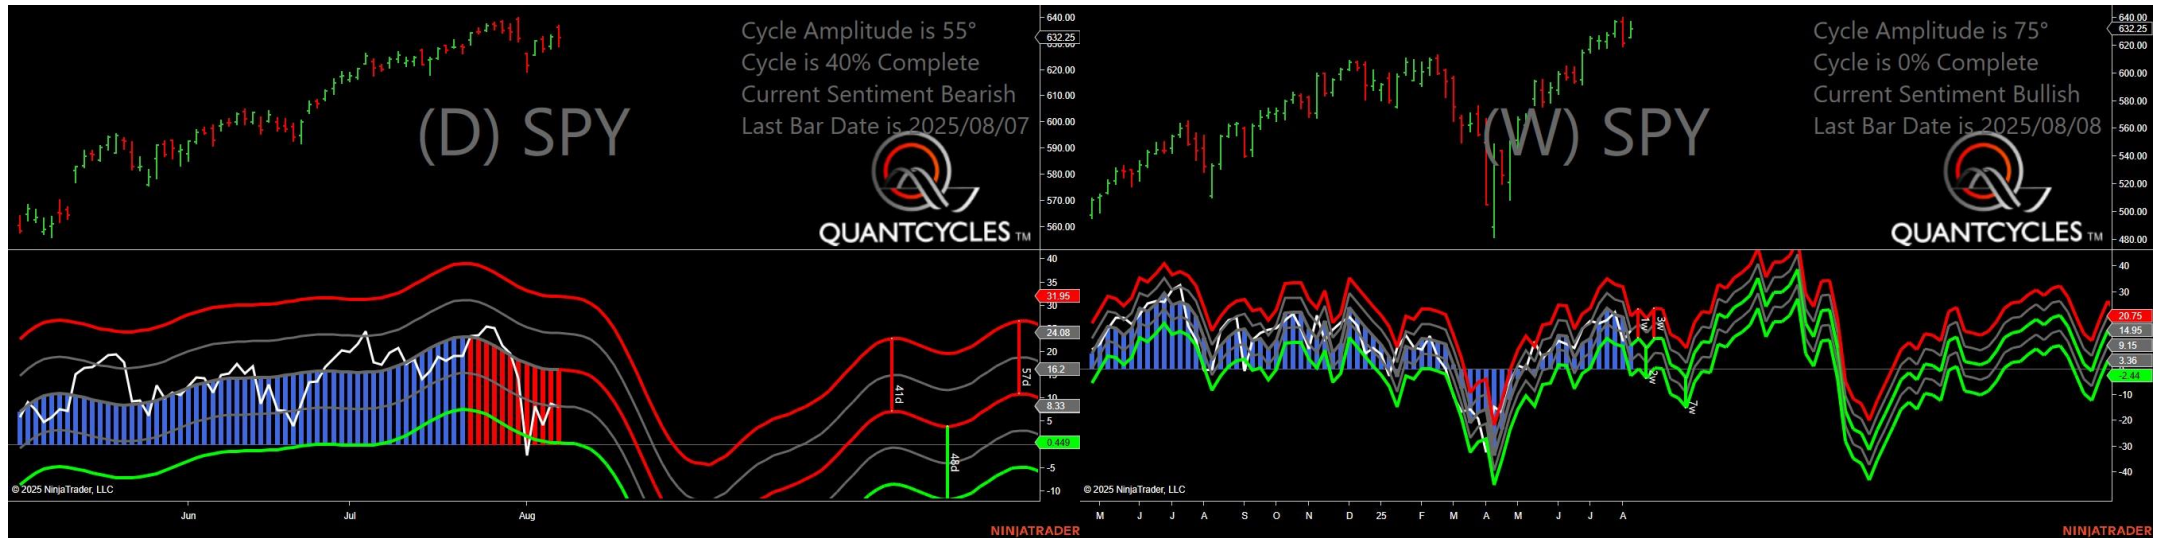 Cycle Amplitude is 55°
Cycle is 40% Complete
Current Sentiment Bearish
Last Bar Date is 2025/08/07
(D) SPY
QUANTCYCLES TM
640.00
632.25
620.00
610.00
600.00
590.00
580.00
570.00
560.00
40
35
31.95
30
24.08
20
16.2
10
8.33
5
0.449
-5
-10
41d
48d
57d
© 2025 NinjaTrader, LLC
Jun Jul Aug
NINJATRADER
Cycle Amplitude is 75°
Cycle is 0% Complete
Current Sentiment Bullish
Last Bar Date is 2025/08/08
(W) SPY
QUANTCYCLES TM
640.00
632.25
620.00
600.00
580.00
560.00
540.00
520.00
500.00
480.00
40
30
20.75
14.95
9.15
3.36
-2.44
-10
-20
-30
-40
1w
3w
2w
7w
© 2025 NinjaTrader, LLC
M J J A S O N D 25 F M A M J J A
NINJATRADER